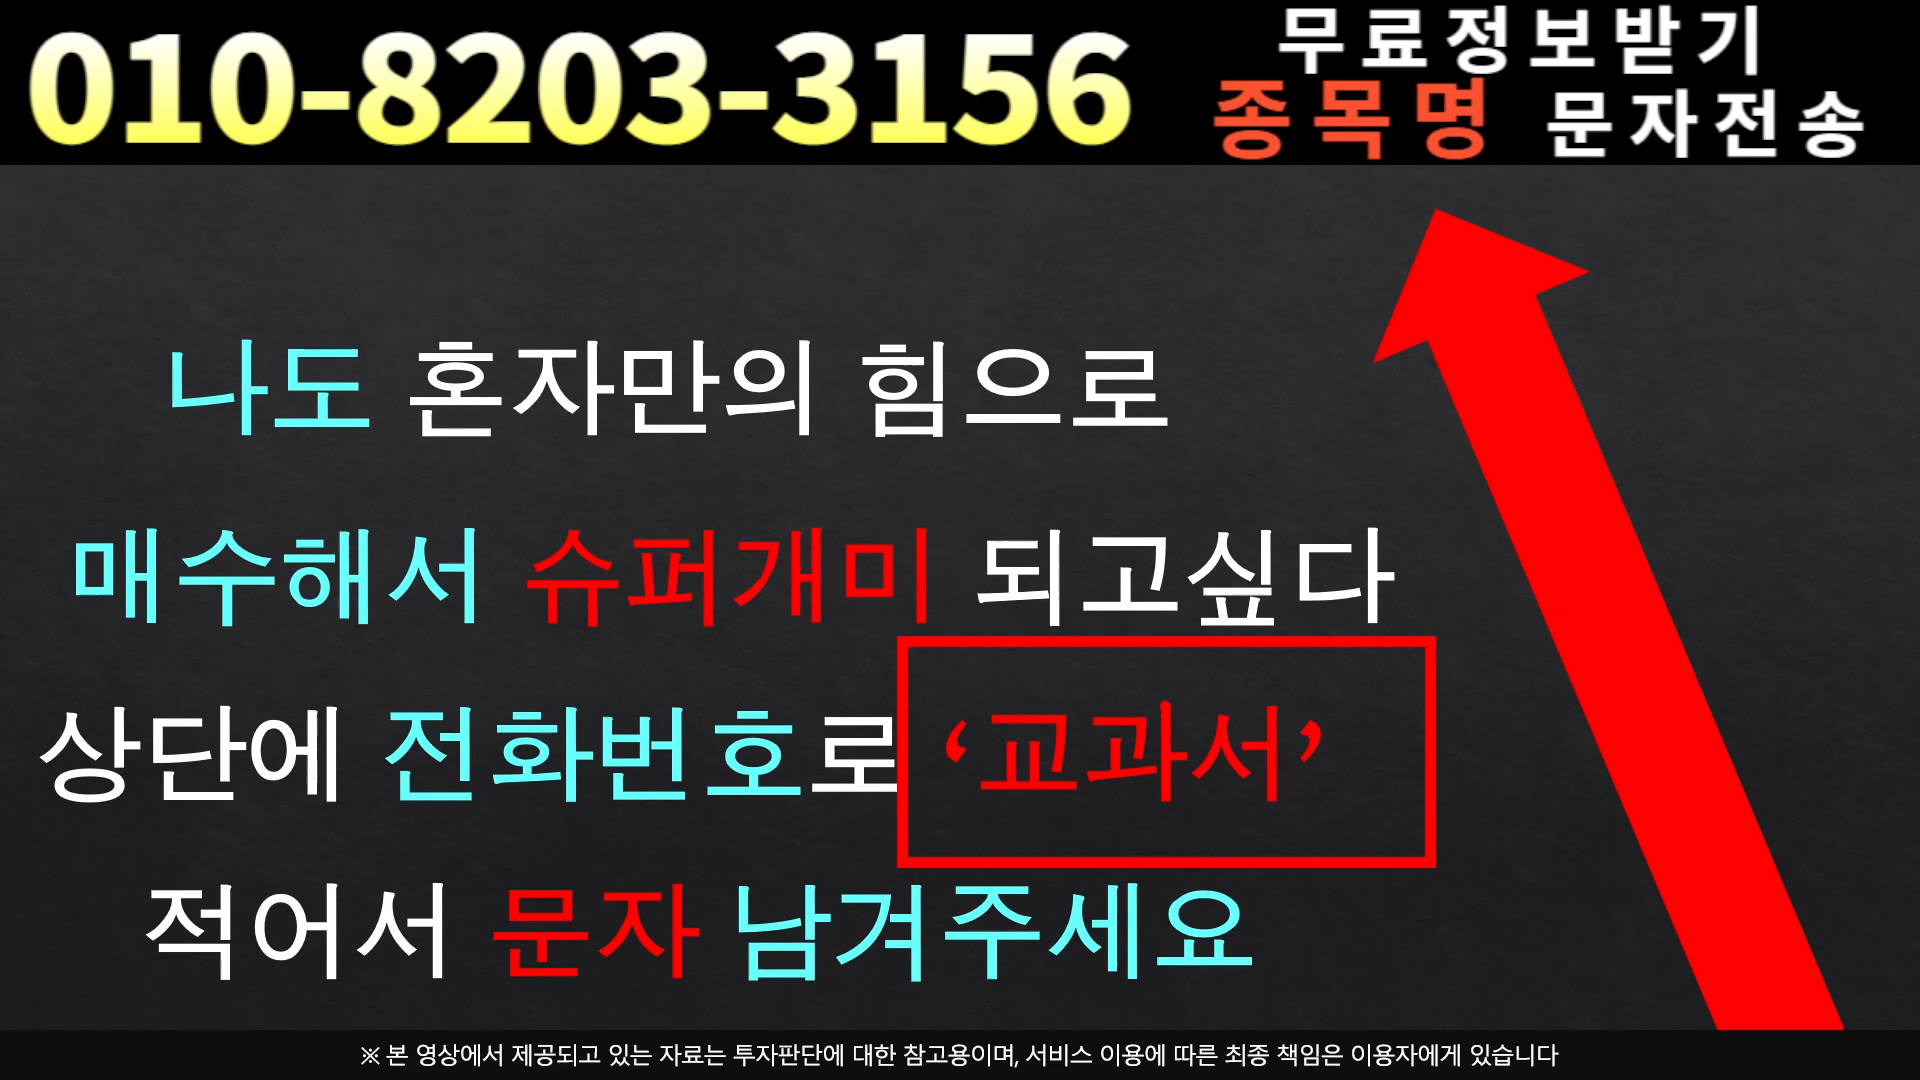 010-8203-3156
무료정보받기
종목명 문자전송
나도 혼자만의 힘으로
매수해서 슈퍼개미 되고싶다
상단에 전화번호로 ‘교과서’
적어서 문자 남겨주세요
※ 본 영상에서 제공되고 있는 자료는 투자판단에 대한 참고용이며, 서비스 이용에 따른 최종 책임은 이용자에게 있습니다